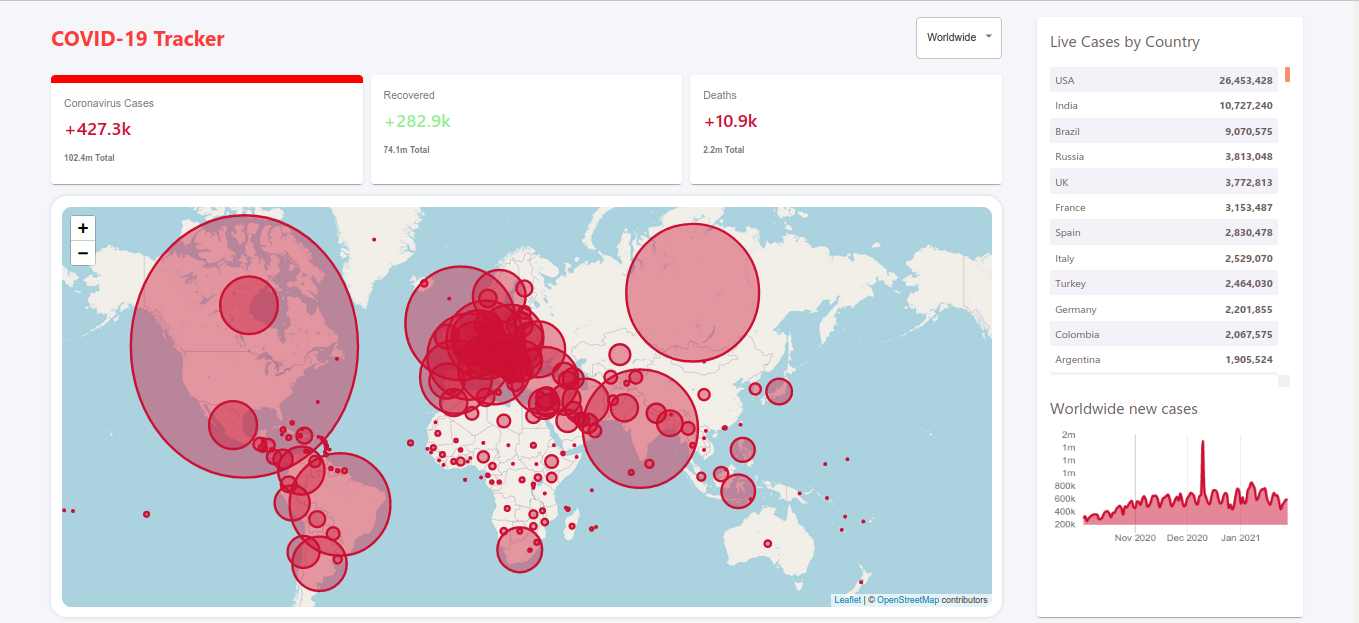 COVID-19 Tracker
Worldwide
Coronavirus Cases
+427.3k
102.4m Total
Recovered
+282.9k
74.1m Total
Deaths
+10.9k
2.2m Total
+
−
Leaflet | © OpenStreetMap contributors
Live Cases by Country
USA 26,453,428
India 10,727,240
Brazil 9,070,575
Russia 3,813,048
UK 3,772,813
France 3,153,487
Spain 2,830,478
Italy 2,529,070
Turkey 2,464,030
Germany 2,201,855
Colombia 2,067,575
Argentina 1,905,524
Worldwide new cases
2m
1m
1m
1m
800k
600k
400k
200k
Nov 2020 Dec 2020 Jan 2021